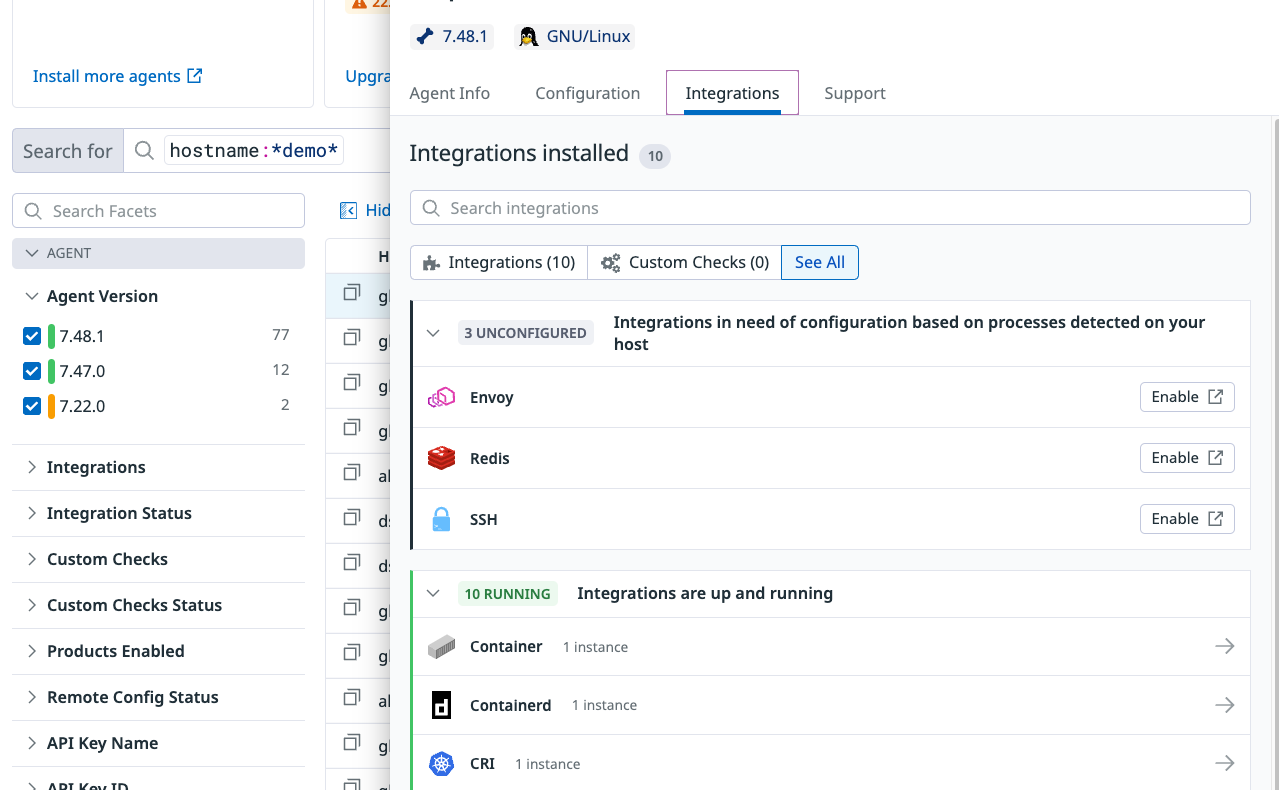 22
Install more agents
Upgra
Search for
hostname:*demo*
Search Facets
Hid
AGENT
Agent Version
7.48.1
77
7.47.0
12
7.22.0
2
Integrations
Integration Status
Custom Checks
Custom Checks Status
Products Enabled
Remote Config Status
API Key Name
API Key ID
H
7.48.1
GNU/Linux
Agent Info
Configuration
Integrations
Support
Integrations installed 10
Search integrations
Integrations (10)
Custom Checks (0)
See All
3 UNCONFIGURED
Integrations in need of configuration based on processes detected on your
host
Envoy
Enable
Redis
Enable
SSH
Enable
10 RUNNING
Integrations are up and running
Container 1 instance
Containerd 1 instance
CRI 1 instance